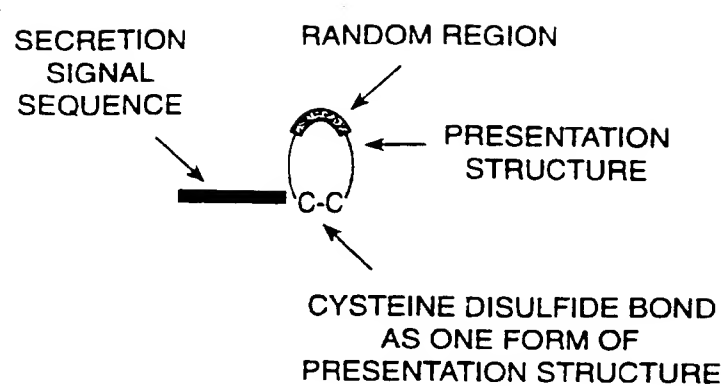 SECRETION
SIGNAL
SEQUENCE
RANDOM REGION
PRESENTATION
STRUCTURE
C-C
CYSTEINE DISULFIDE BOND
AS ONE FORM OF
PRESENTATION STRUCTURE